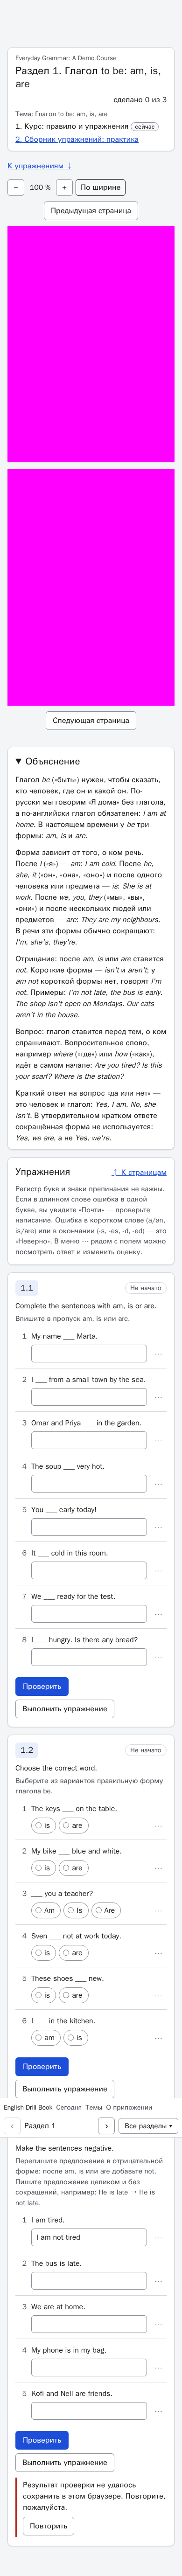 Everyday Grammar: A Demo Course
Раздел 1. Глагол to be: am, is,
are
сделано 0 из 3
Тема: Глагол to be: am, is, are
1. Курс: правило и упражнения сейчас
2. Сборник упражнений: практика
К упражнениям ↓
− 100 % + По ширине
Предыдущая страница
Следующая страница
▼ Объяснение
Глагол be («быть») нужен, чтобы сказать,
кто человек, где он и какой он. По-
русски мы говорим «Я дома» без глагола,
а по-английски глагол обязателен: I am at
home. В настоящем времени у be три
формы: am, is и are.
Форма зависит от того, о ком речь.
После I («я») — am: I am cold. После he,
she, it («он», «она», «оно») и после одного
человека или предмета — is: She is at
work. После we, you, they («мы», «вы»,
«они») и после нескольких людей или
предметов — are: They are my neighbours.
В речи эти формы обычно сокращают:
I'm, she's, they're.
Отрицание: после am, is или are ставится
not. Короткие формы — isn't и aren't; у
am not короткой формы нет, говорят I'm
not. Примеры: I'm not late, the bus is early.
The shop isn't open on Mondays. Our cats
aren't in the house.
Вопрос: глагол ставится перед тем, о ком
спрашивают. Вопросительное слово,
например where («где») или how («как»),
идёт в самом начале: Are you tired? Is this
your scarf? Where is the station?
Краткий ответ на вопрос «да или нет» —
это человек и глагол: Yes, I am. No, she
isn't. В утвердительном кратком ответе
сокращённая форма не используется:
Yes, we are, а не Yes, we're.
Упражнения ↑ К страницам
Регистр букв и знаки препинания не важны.
Если в длинном слове ошибка в одной
букве, вы увидите «Почти» — проверьте
написание. Ошибка в коротком слове (a/an,
is/are) или в окончании (-s, -es, -d, -ed) — это
«Неверно». В меню ··· рядом с полем можно
посмотреть ответ и изменить оценку.
1.1 Не начато
Complete the sentences with am, is or are.
Впишите в пропуск am, is или are.
1 My name ___ Marta.
···
2 I ___ from a small town by the sea.
···
3 Omar and Priya ___ in the garden.
···
4 The soup ___ very hot.
···
5 You ___ early today!
···
6 It ___ cold in this room.
···
7 We ___ ready for the test.
···
8 I ___ hungry. Is there any bread?
···
Проверить
Выполнить упражнение
1.2 Не начато
Choose the correct word.
Выберите из вариантов правильную форму
глагола be.
1 The keys ___ on the table.
is are ···
2 My bike ___ blue and white.
is are ···
3 ___ you a teacher?
Am Is Are ···
4 Sven ___ not at work today.
is are ···
5 These shoes ___ new.
is are ···
6 I ___ in the kitchen.
am is ···
Проверить
Выполнить упражнение
English Drill Book Сегодня Темы О приложении
‹ Раздел 1 › Все разделы ▾
Make the sentences negative.
Перепишите предложение в отрицательной
форме: после am, is или are добавьте not.
Пишите предложение целиком и без
сокращений, например: He is late → He is
not late.
1 I am tired.
I am not tired ···
2 The bus is late.
···
3 We are at home.
···
4 My phone is in my bag.
···
5 Kofi and Nell are friends.
···
Проверить
Выполнить упражнение
Результат проверки не удалось
сохранить в этом браузере. Повторите,
пожалуйста.
Повторить